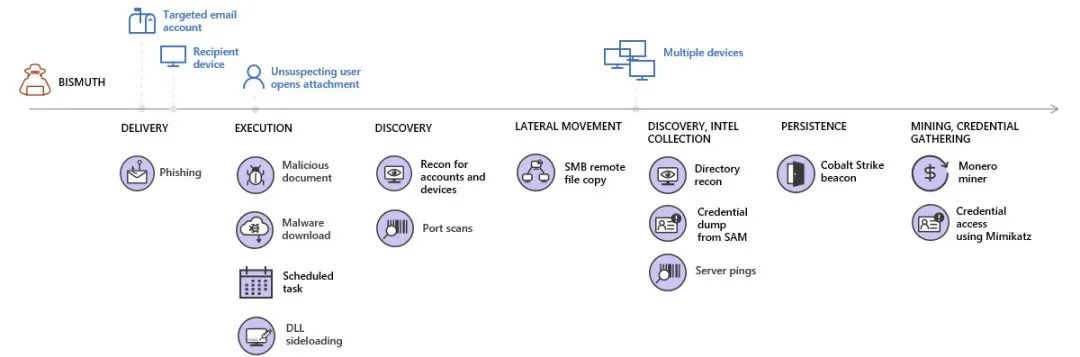 Targeted email
account
Recipient
device
BISMUTH
Unsuspecting user
opens attachment
Multiple devices
DELIVERY
Phishing
EXECUTION
Malicious
document
Malware
download
Scheduled
task
DLL
sideloading
DISCOVERY
Recon for
accounts and
devices
Port scans
LATERAL MOVEMENT
SMB remote
file copy
DISCOVERY, INTEL
COLLECTION
Directory
recon
Credential
dump
from SAM
Server pings
PERSISTENCE
Cobalt Strike
beacon
MINING, CREDENTIAL
GATHERING
Monero
miner
Credential
access
using Mimikatz